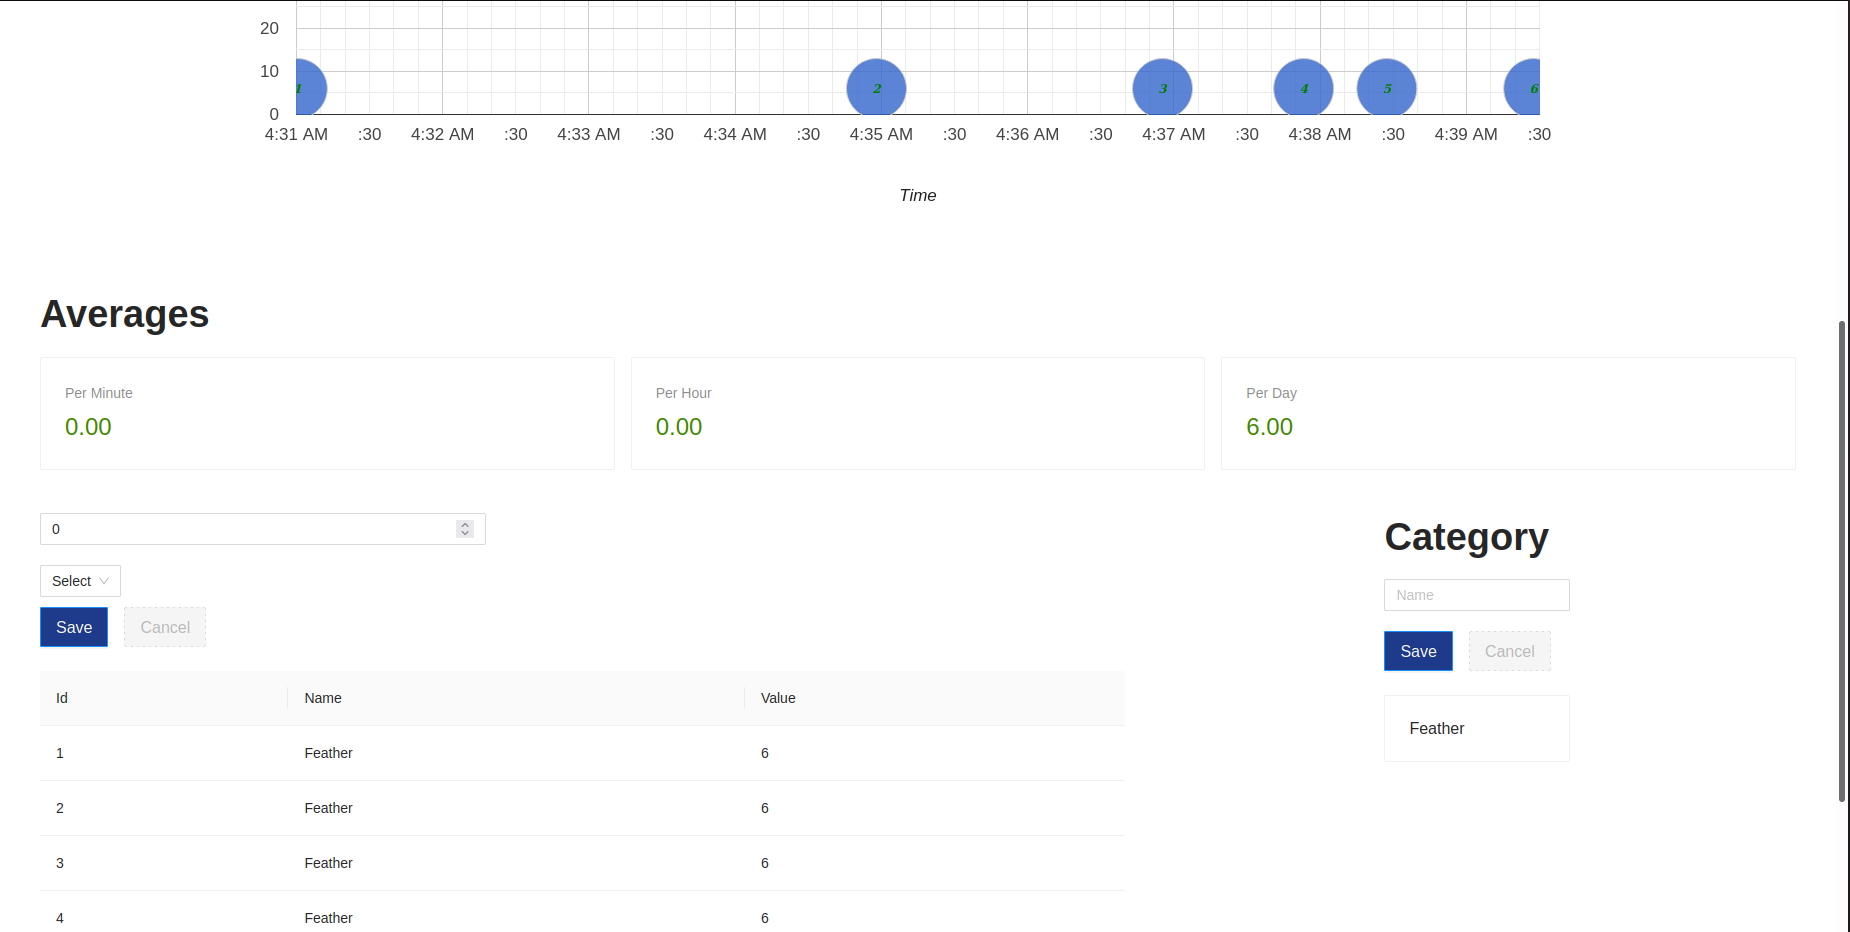 20
10
0
1 2 3 4 5 6
4:31 AM :30 4:32 AM :30 4:33 AM :30 4:34 AM :30 4:35 AM :30 4:36 AM :30 4:37 AM :30 4:38 AM :30 4:39 AM :30
Time
Averages
Per Minute
0.00
Per Hour
0.00
Per Day
6.00
0
Select
Save Cancel
Id Name Value
1 Feather 6
2 Feather 6
3 Feather 6
4 Feather 6
Category
Name
Save Cancel
Feather